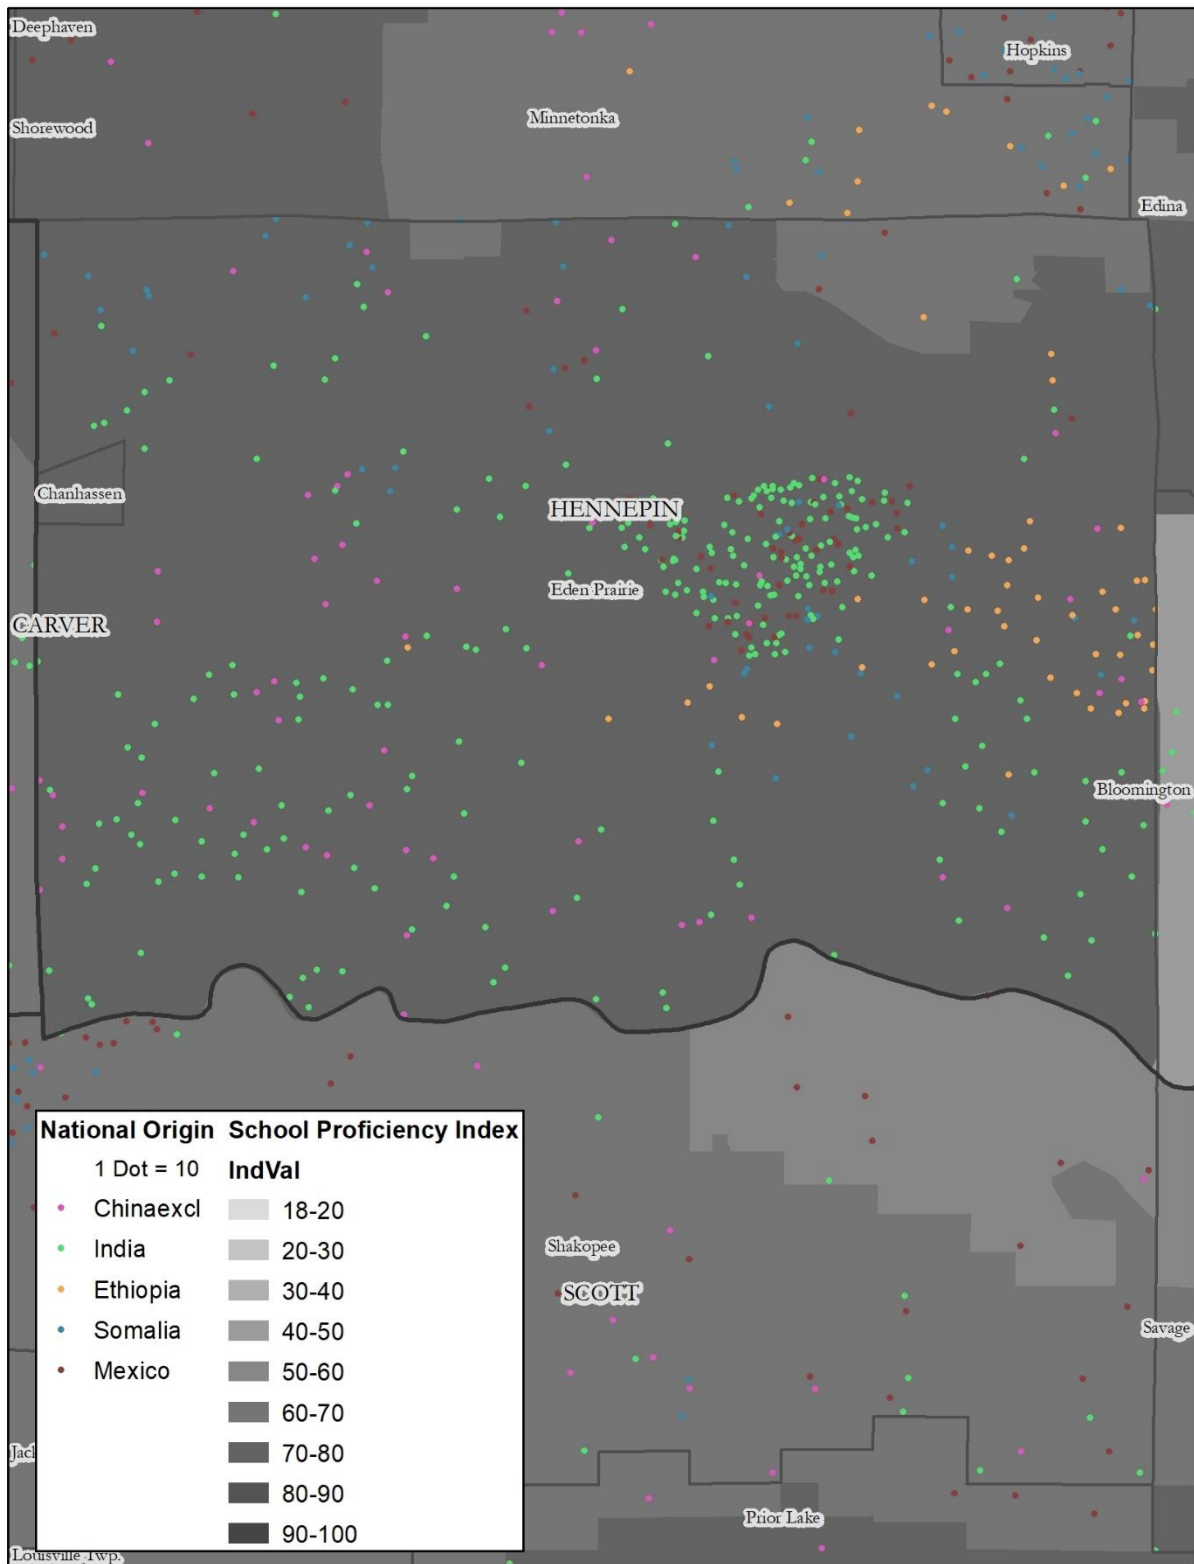 Deephaven
Hopkins
Minnetonka
Shorewood
Edina
Chanhassen
HENNEPIN
Eden Prairie
CARVER
Bloomington
National Origin School Proficiency Index
1 Dot = 10 IndVal
Chinaexcl 18-20
India 20-30
Ethiopia 30-40
Somalia 40-50
Mexico 50-60
60-70
70-80
80-90
90-100
Shakopee
SCOTT
Savage
Jack
Prior Lake
Louisville Twp.